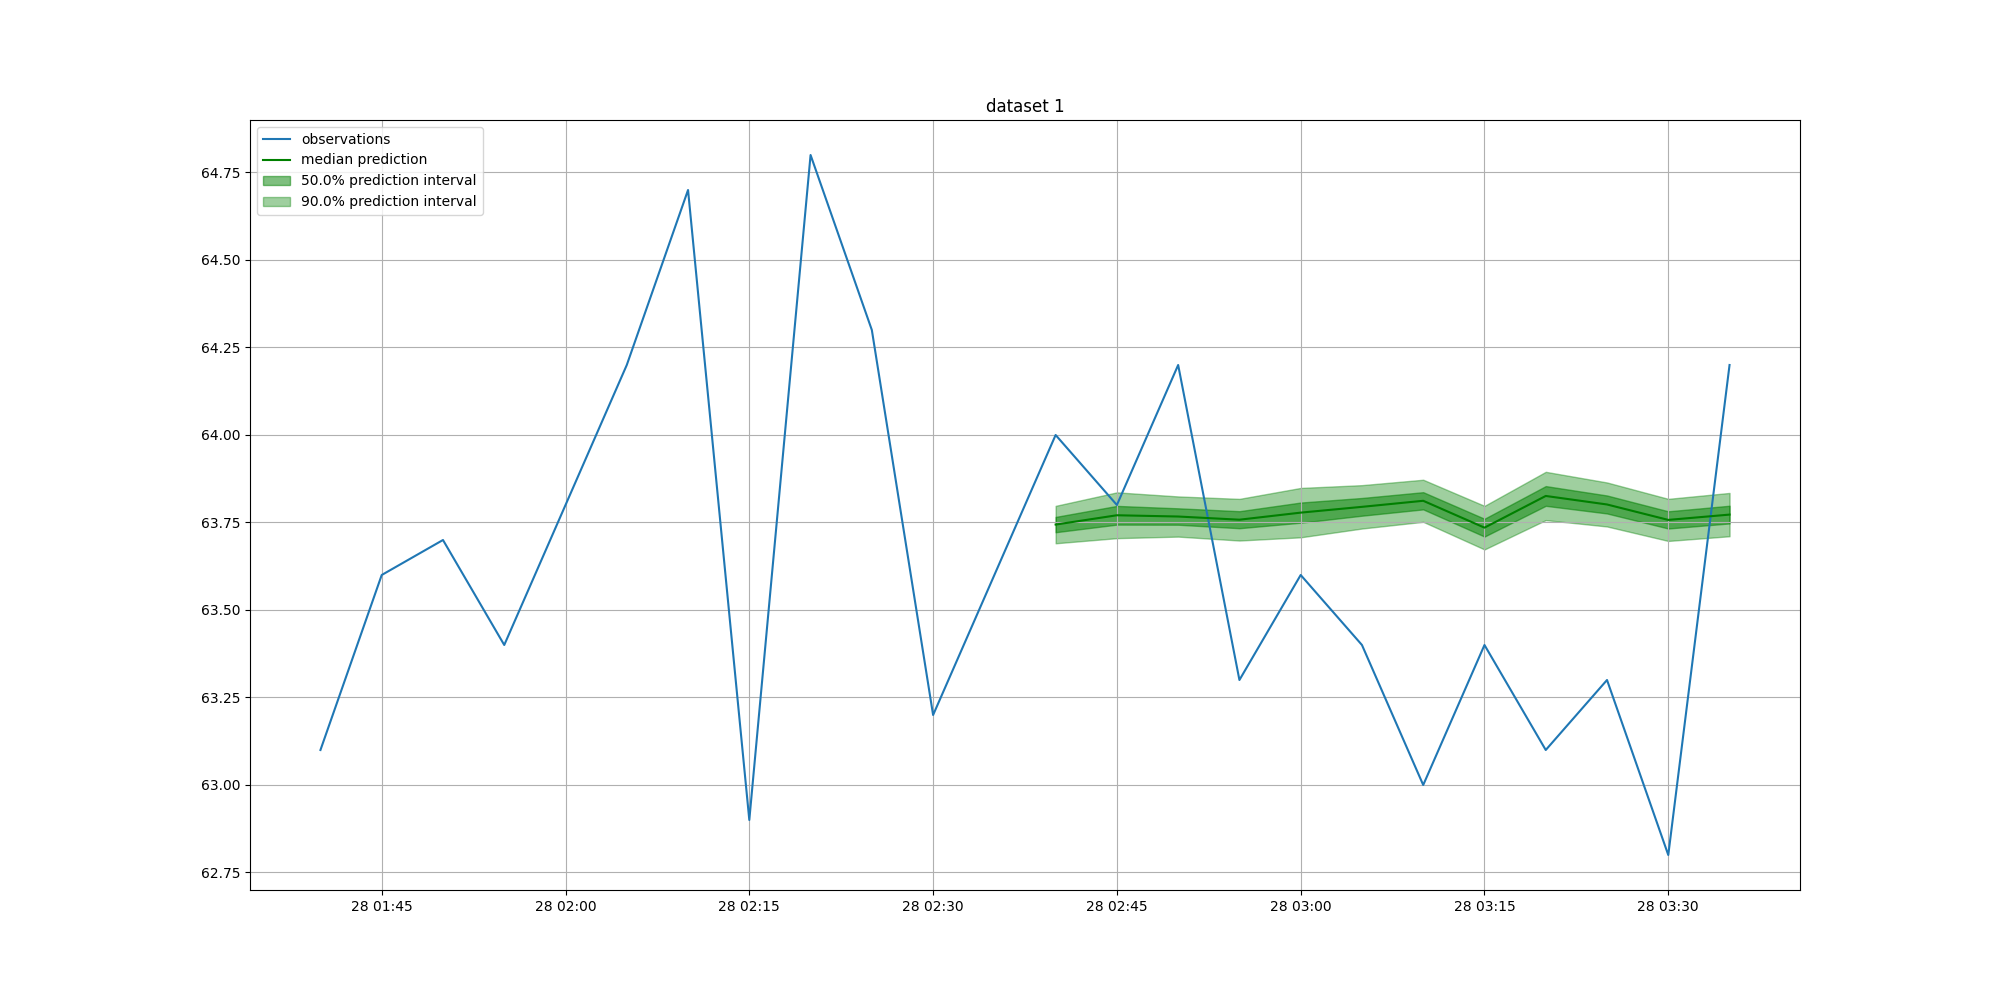 dataset 1
observations
median prediction
50.0% prediction interval
90.0% prediction interval
64.75
64.50
64.25
64.00
63.75
63.50
63.25
63.00
62.75
28 01:45 28 02:00 28 02:15 28 02:30 28 02:45 28 03:00 28 03:15 28 03:30